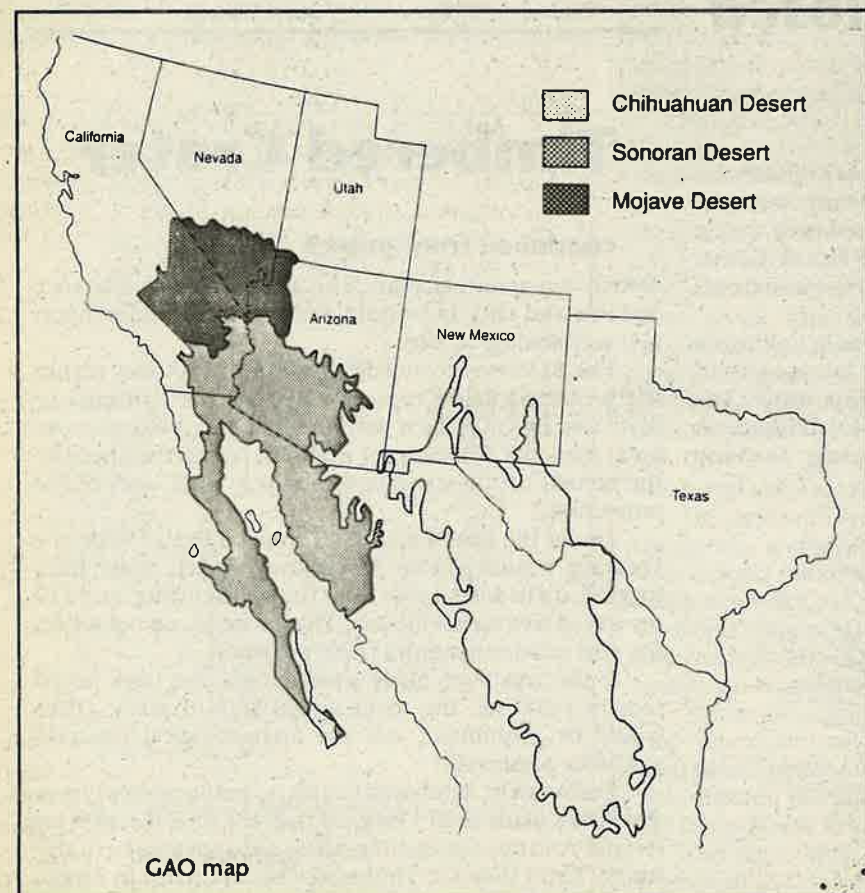 Chihuahuan Desert
Sonoran Desert
Mojave Desert
California
Nevada
Utah
Arizona
New Mexico
Texas
GAO map